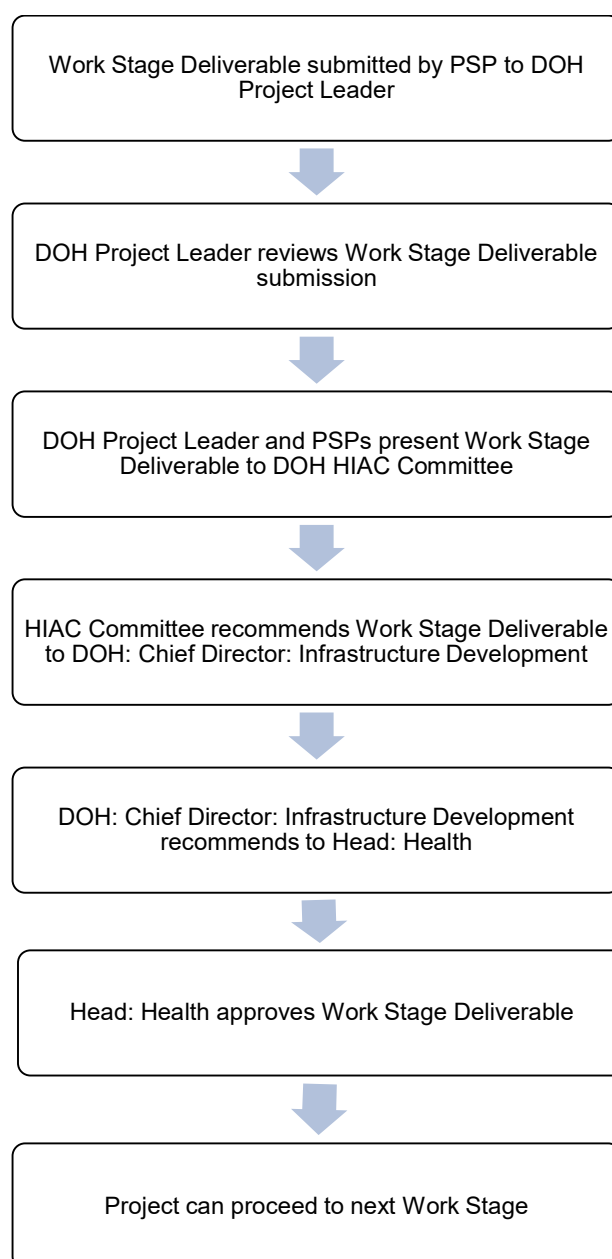 Work Stage Deliverable submitted by PSP to DOH
Project Leader
DOH Project Leader reviews Work Stage Deliverable
submission
DOH Project Leader and PSPs present Work Stage
Deliverable to DOH HIAC Committee
HIAC Committee recommends Work Stage Deliverable
to DOH: Chief Director: Infrastructure Development
DOH: Chief Director: Infrastructure Development
recommends to Head: Health
Head: Health approves Work Stage Deliverable
Project can proceed to next Work Stage